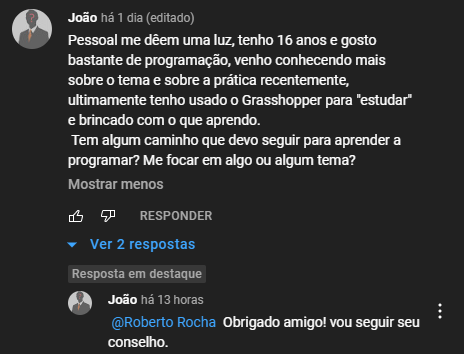 João há 1 dia (editado)
Pessoal me dêem uma luz, tenho 16 anos e gosto
bastante de programação, venho conhecendo mais
sobre o tema e sobre a prática recentemente,
ultimamente tenho usado o Grasshopper para "estudar"
e brincado com o que aprendo.
Tem algum caminho que devo seguir para aprender a
programar? Me focar em algo ou algum tema?
Mostrar menos
RESPONDER
Ver 2 respostas
Resposta em destaque
João há 13 horas
@Roberto Rocha Obrigado amigo! vou seguir seu
conselho.